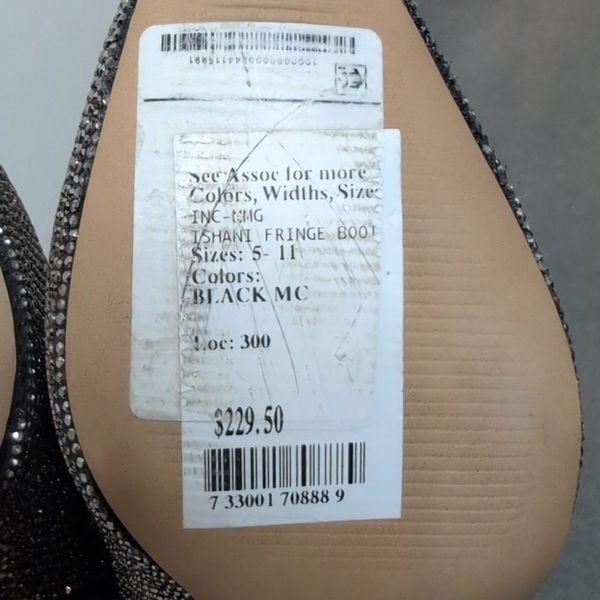 See Assoc for more
Colors, Widths, Size
INC-MMG
ISHANI FRINGE BOOT
Sizes: 5- 11
Colors:
BLACK MC
Loc: 300
$229.50
7 33001 70888 9